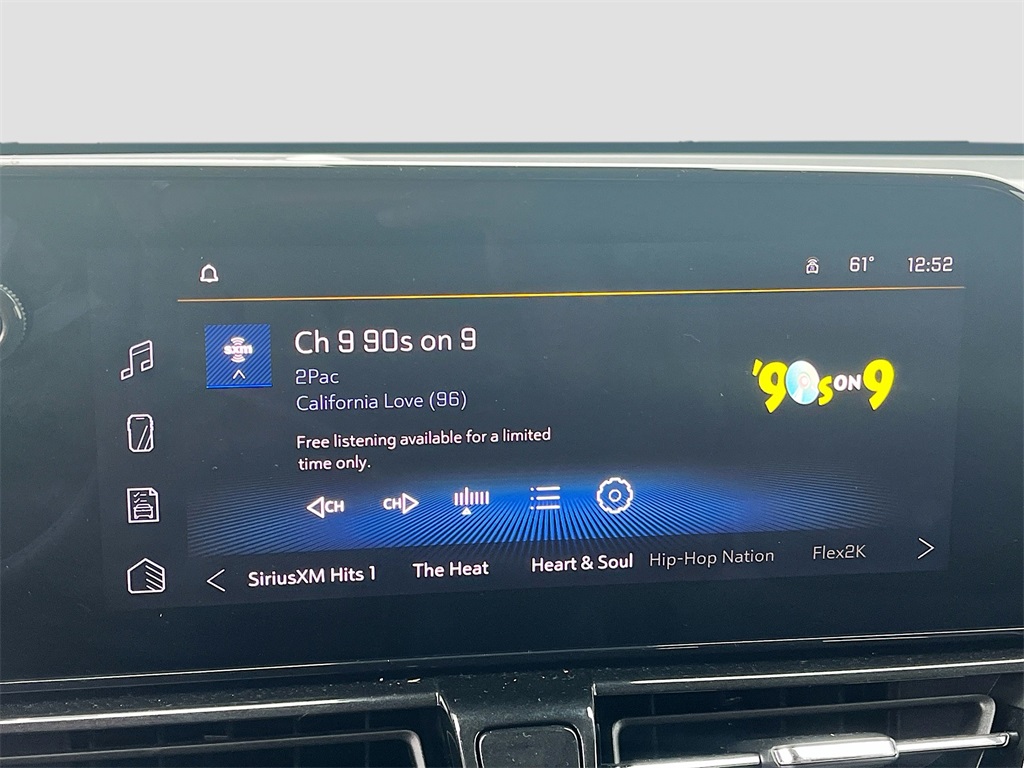 61° 12:52
sxm
Ch 9 90s on 9
2Pac
California Love (96)
'90s ON 9
Free listening available for a limited
time only.
CH CH
SiriusXM Hits 1 The Heat Heart & Soul Hip-Hop Nation Flex2K